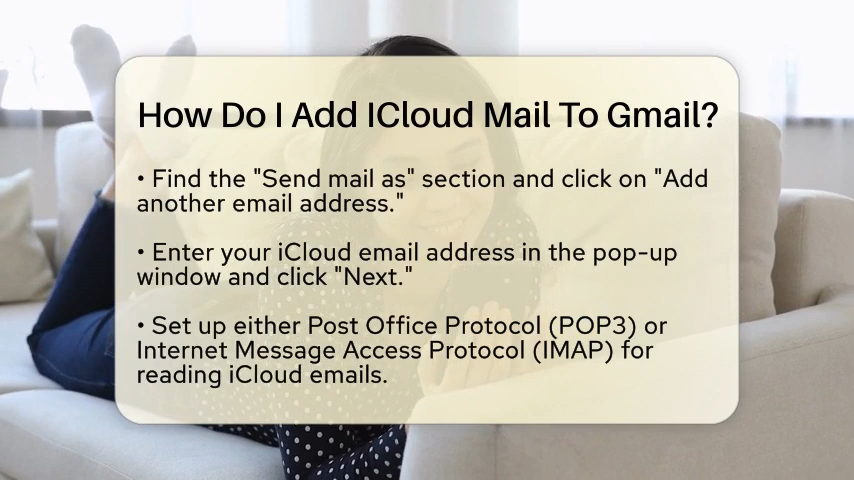 How Do I Add ICloud Mail To Gmail?
• Find the "Send mail as" section and click on "Add
another email address."
• Enter your iCloud email address in the pop-up
window and click "Next."
• Set up either Post Office Protocol (POP3) or
Internet Message Access Protocol (IMAP) for
reading iCloud emails.